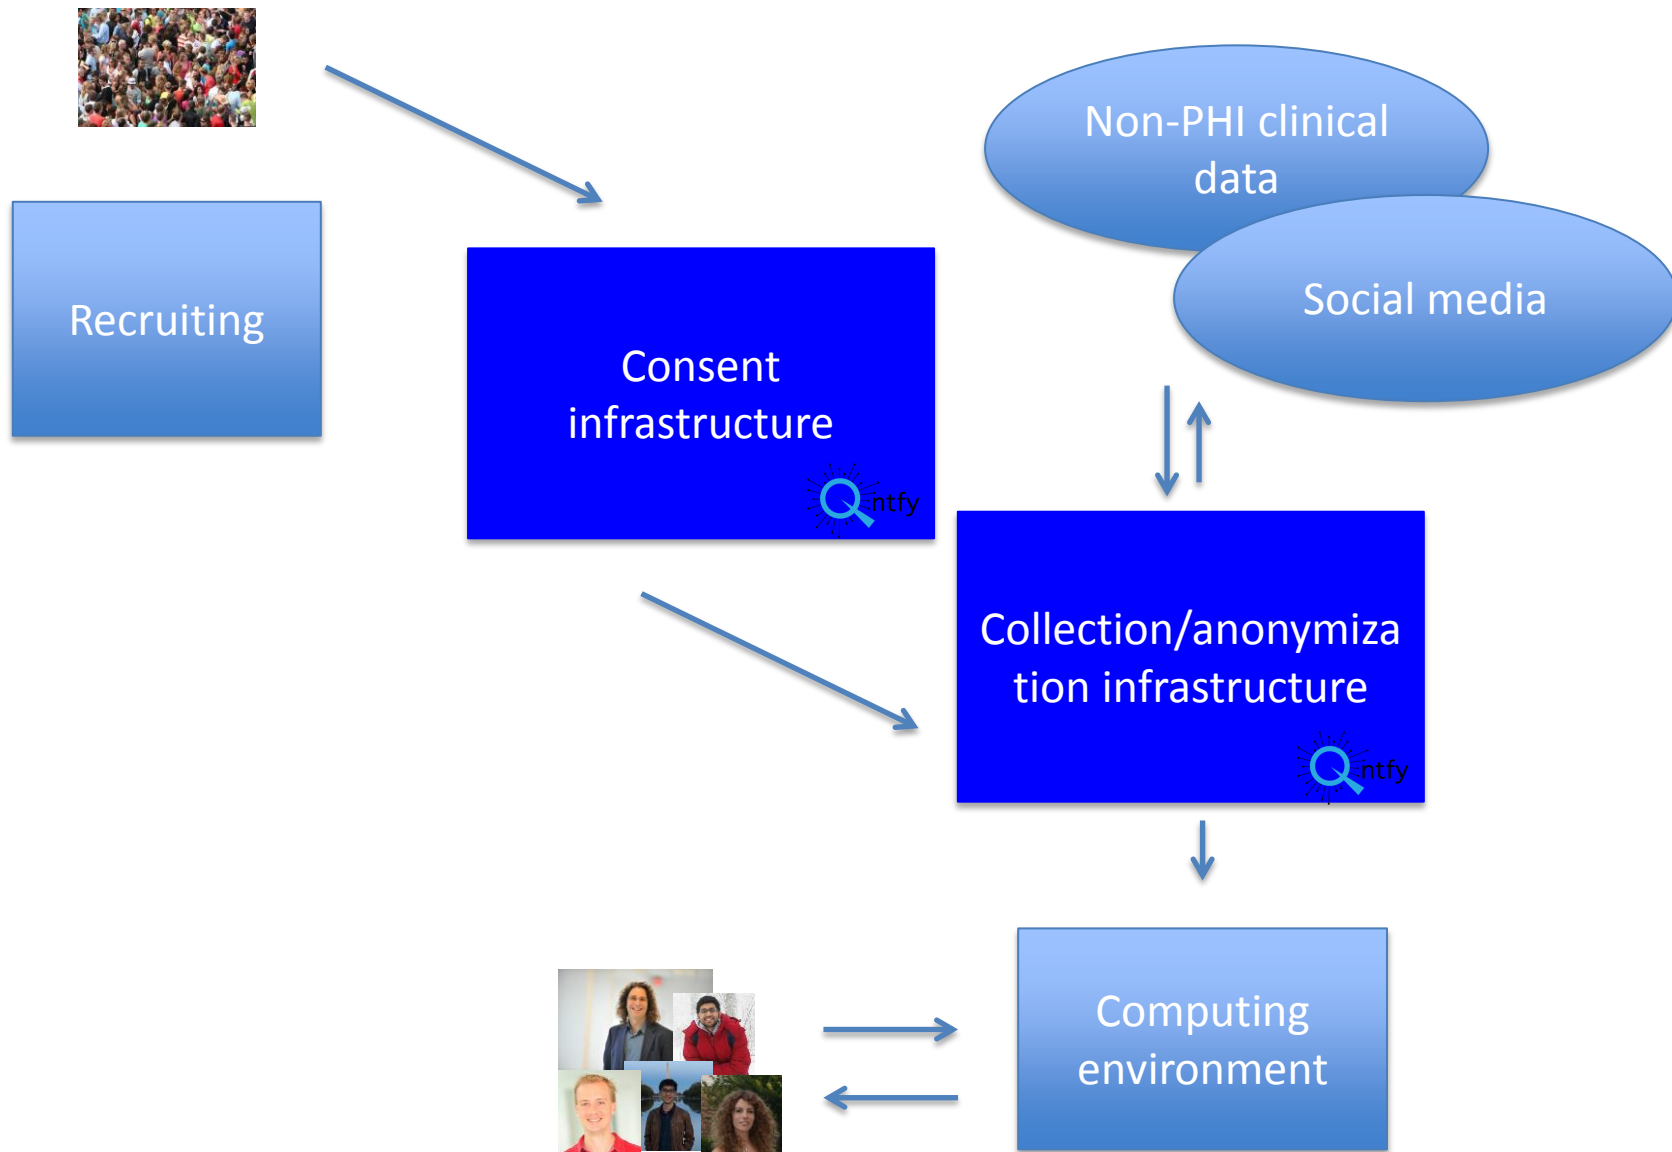 Non-PHI clinical
data
Social media
Recruiting
Consent
infrastructure
ntfy
Collection/anonymiza
tion infrastructure
ntfy
Computing
environment